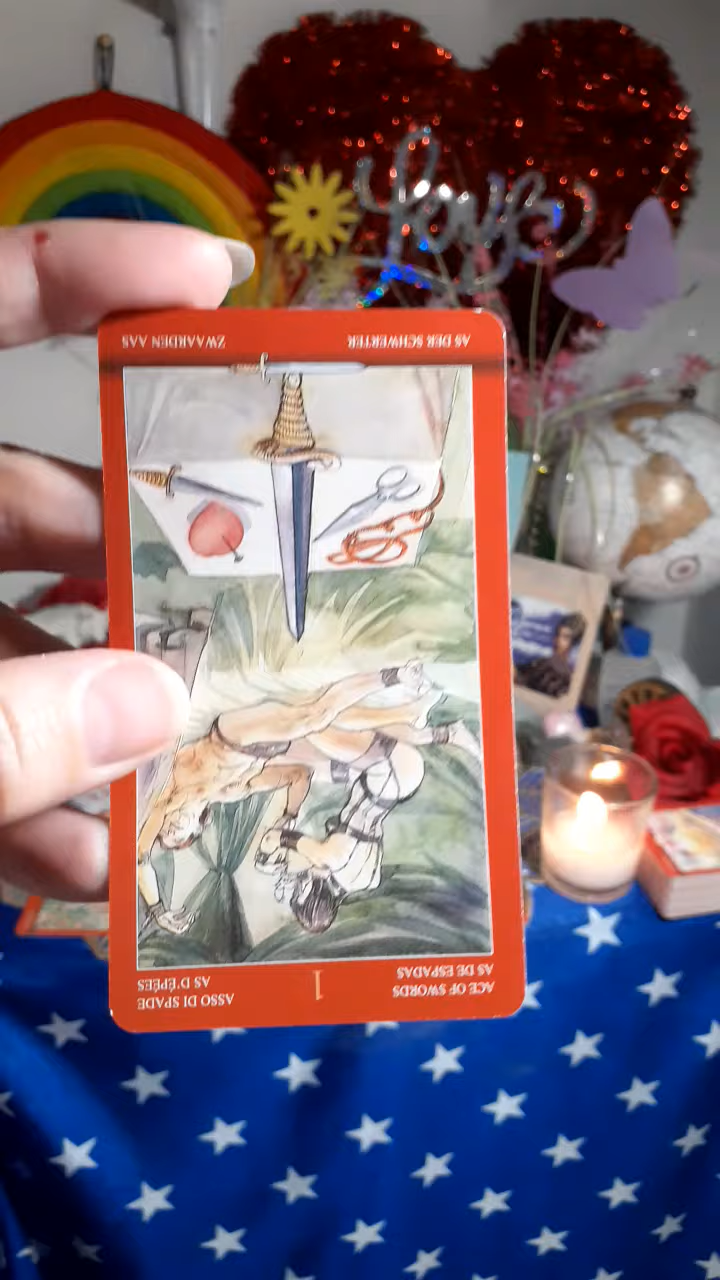 Love
ZWAARDEN AAS
AS DER SCHWERTER
ASSO DI SPADE
AS D'ÉPÉES
1
ACE OF SWORDS
AS DE ESPADAS